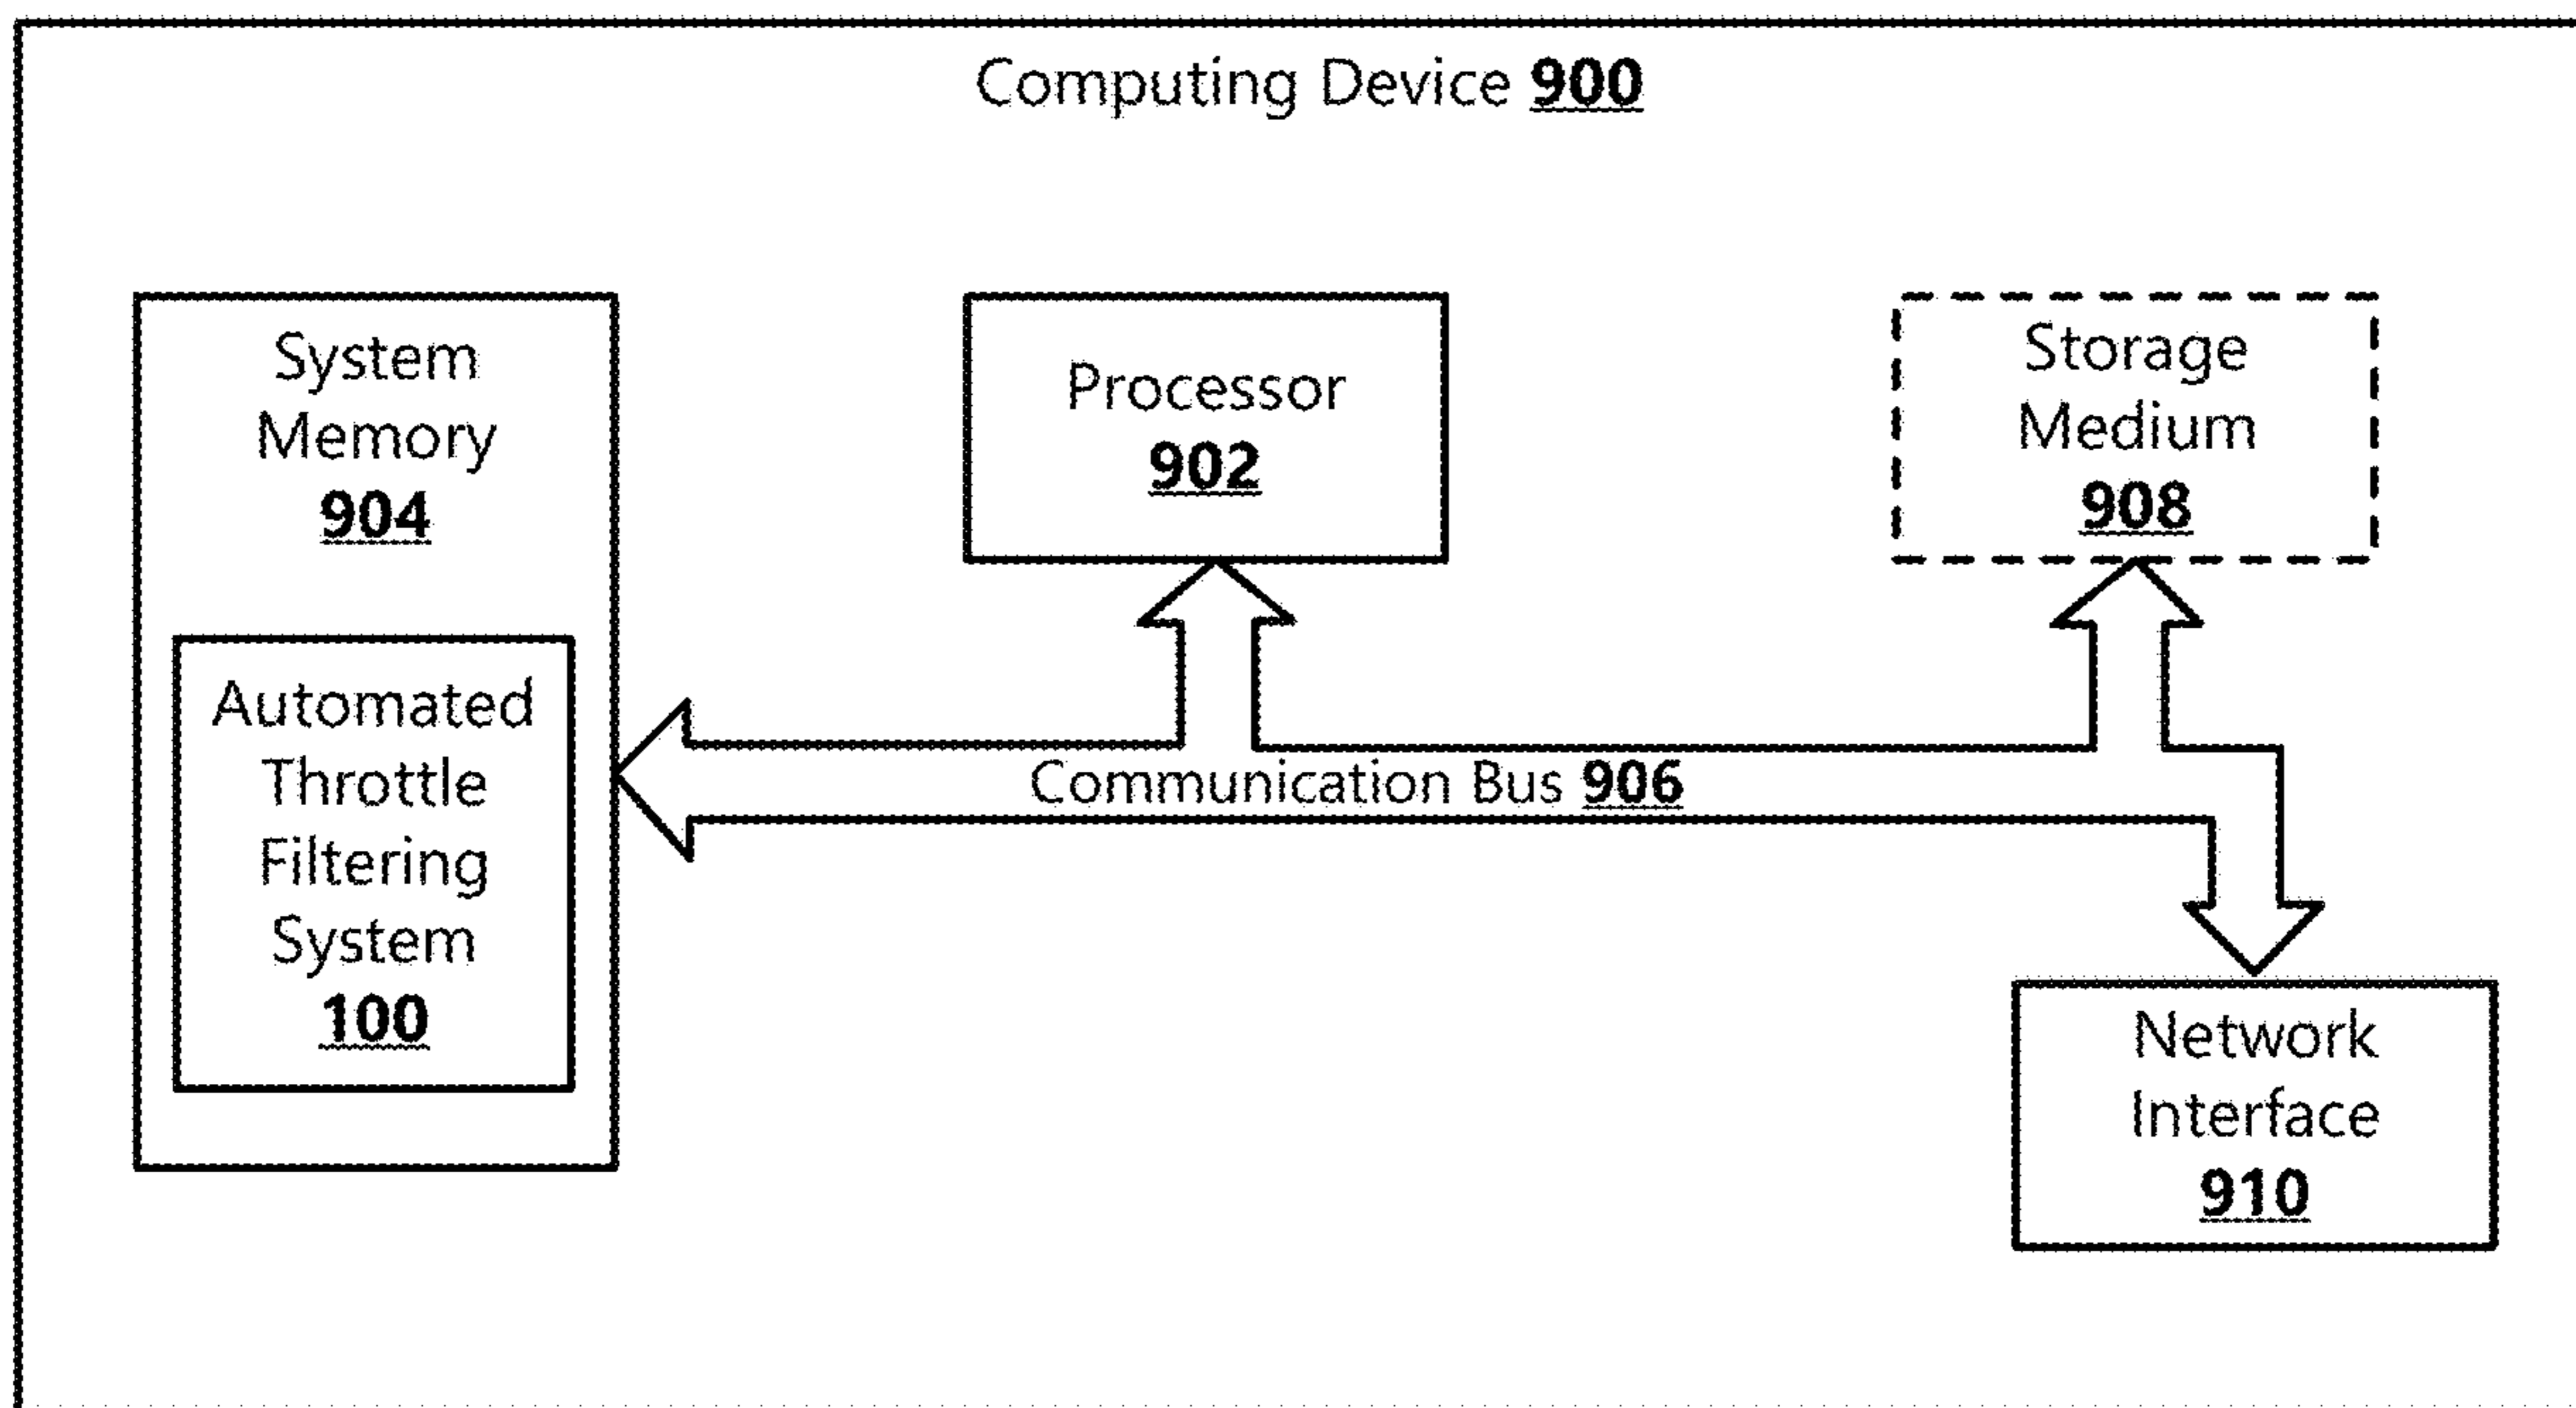 Computing Device 900
System
Memory
904
Automated
Throttle
Filtering
System
100
Processor
902
Storage
Medium
908
Communication Bus 906
Network
Interface
910